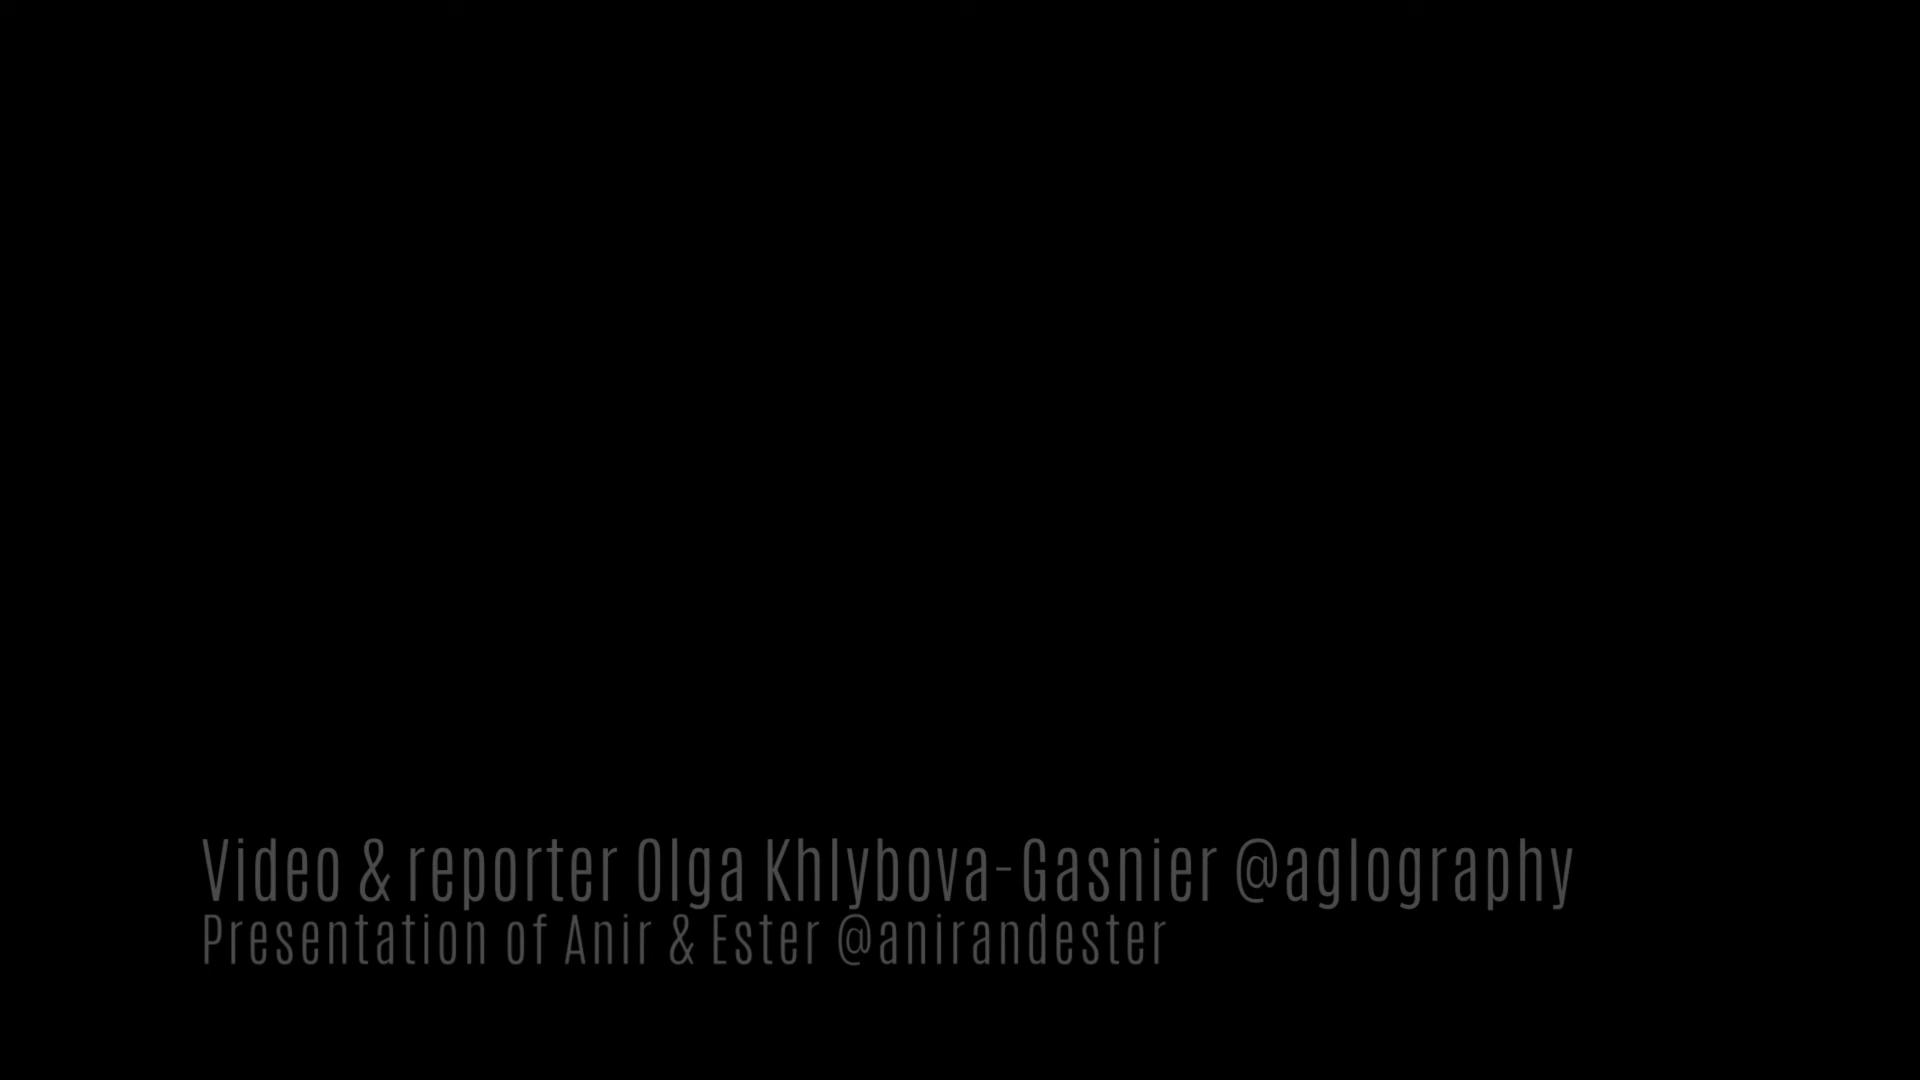 Video & reporter Olga Khlybova-Gasnier @aglography
Presentation of Anir & Ester @anirandester